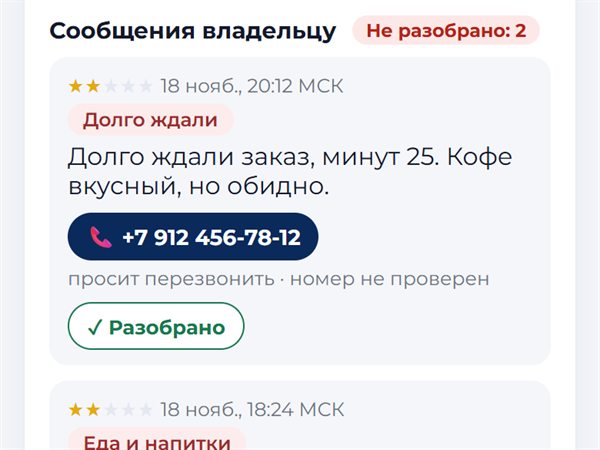 Сообщения владельцу
Не разобрано: 2
★★★★★ 18 нояб., 20:12 МСК
Долго ждали
Долго ждали заказ, минут 25. Кофе
вкусный, но обидно.
📞 +7 912 456-78-12
просит перезвонить · номер не проверен
✓ Разобрано
★★★★★ 18 нояб., 18:24 МСК
Еда и напитки